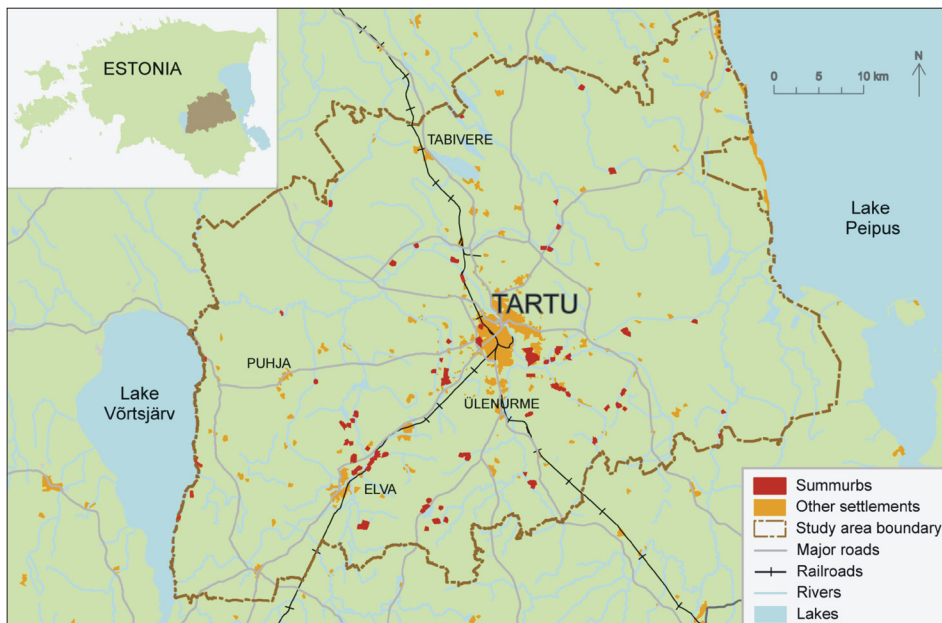 ESTONIA
0 5 10 km
N
TABIVERE
Lake
Peipus
TARTU
PUHJA
Lake
Võrtsjärv
ÜLENURME
ELVA
Summurbs
Other settlements
Study area boundary
Major roads
Railroads
Rivers
Lakes